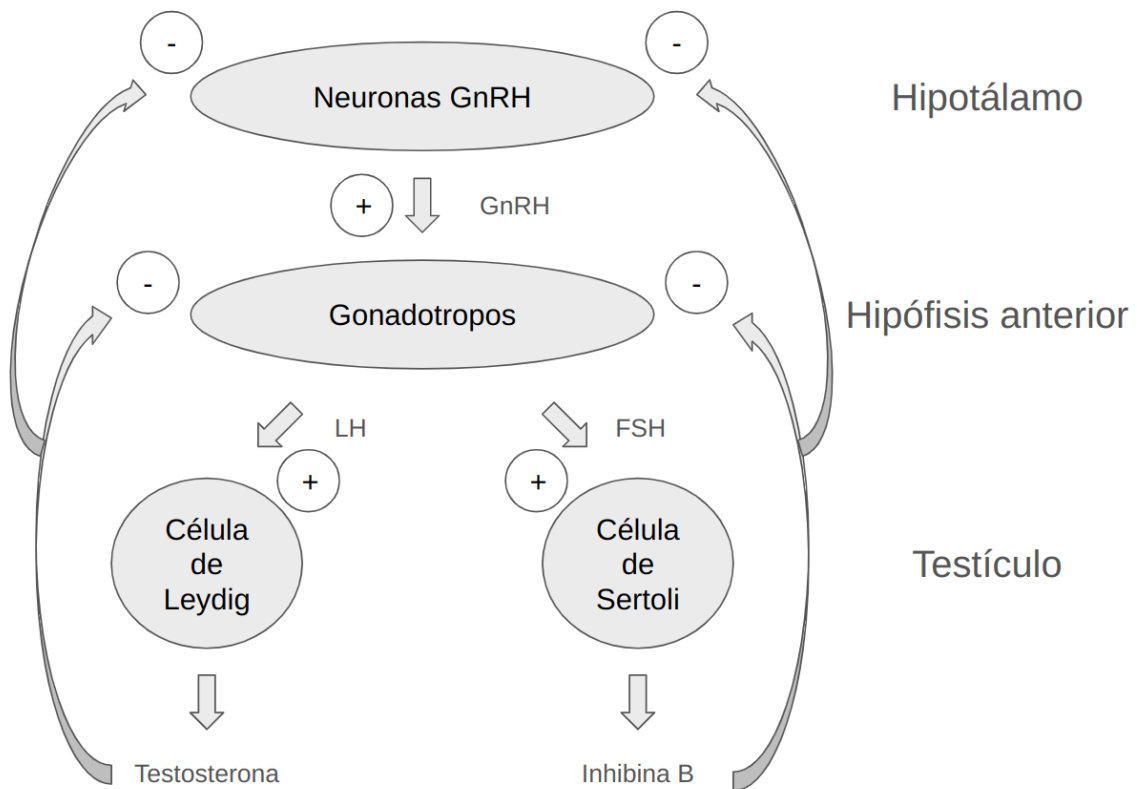 -
-
Neuronas GnRH
Hipotálamo
+
GnRH
-
-
Gonadotropos
Hipófisis anterior
LH
FSH
+
+
Célula
de
Leydig
Célula
de
Sertoli
Testículo
Testosterona
Inhibina B